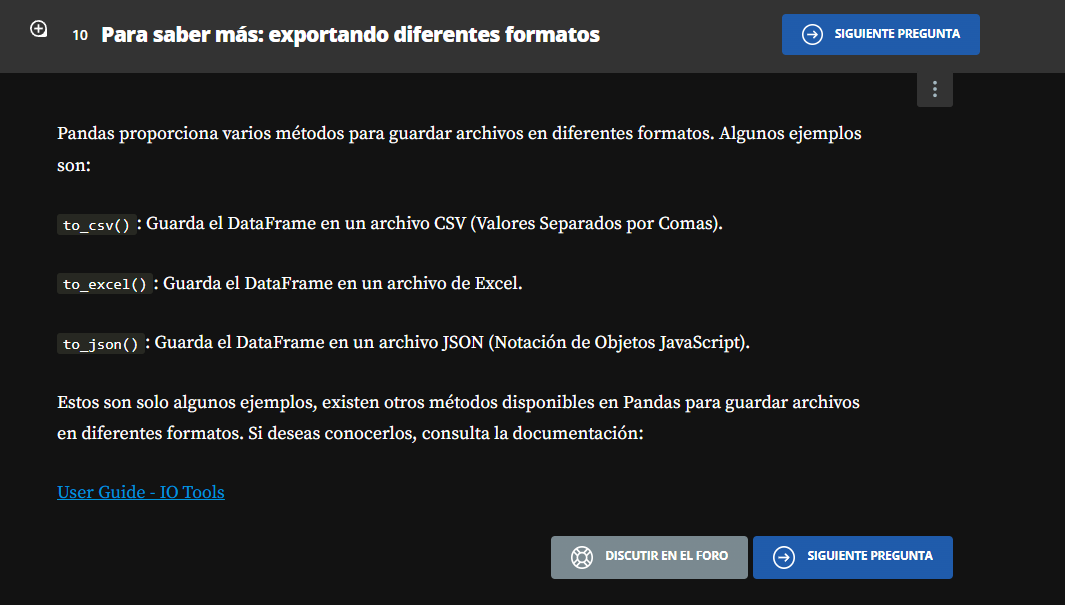 10 Para saber más: exportando diferentes formatos
SIGUIENTE PREGUNTA
Pandas proporciona varios métodos para guardar archivos en diferentes formatos. Algunos ejemplos
son:
to_csv() : Guarda el DataFrame en un archivo CSV (Valores Separados por Comas).
to_excel() : Guarda el DataFrame en un archivo de Excel.
to_json() : Guarda el DataFrame en un archivo JSON (Notación de Objetos JavaScript).
Estos son solo algunos ejemplos, existen otros métodos disponibles en Pandas para guardar archivos
en diferentes formatos. Si deseas conocerlos, consulta la documentación:
User Guide - IO Tools
DISCUTIR EN EL FORO
SIGUIENTE PREGUNTA